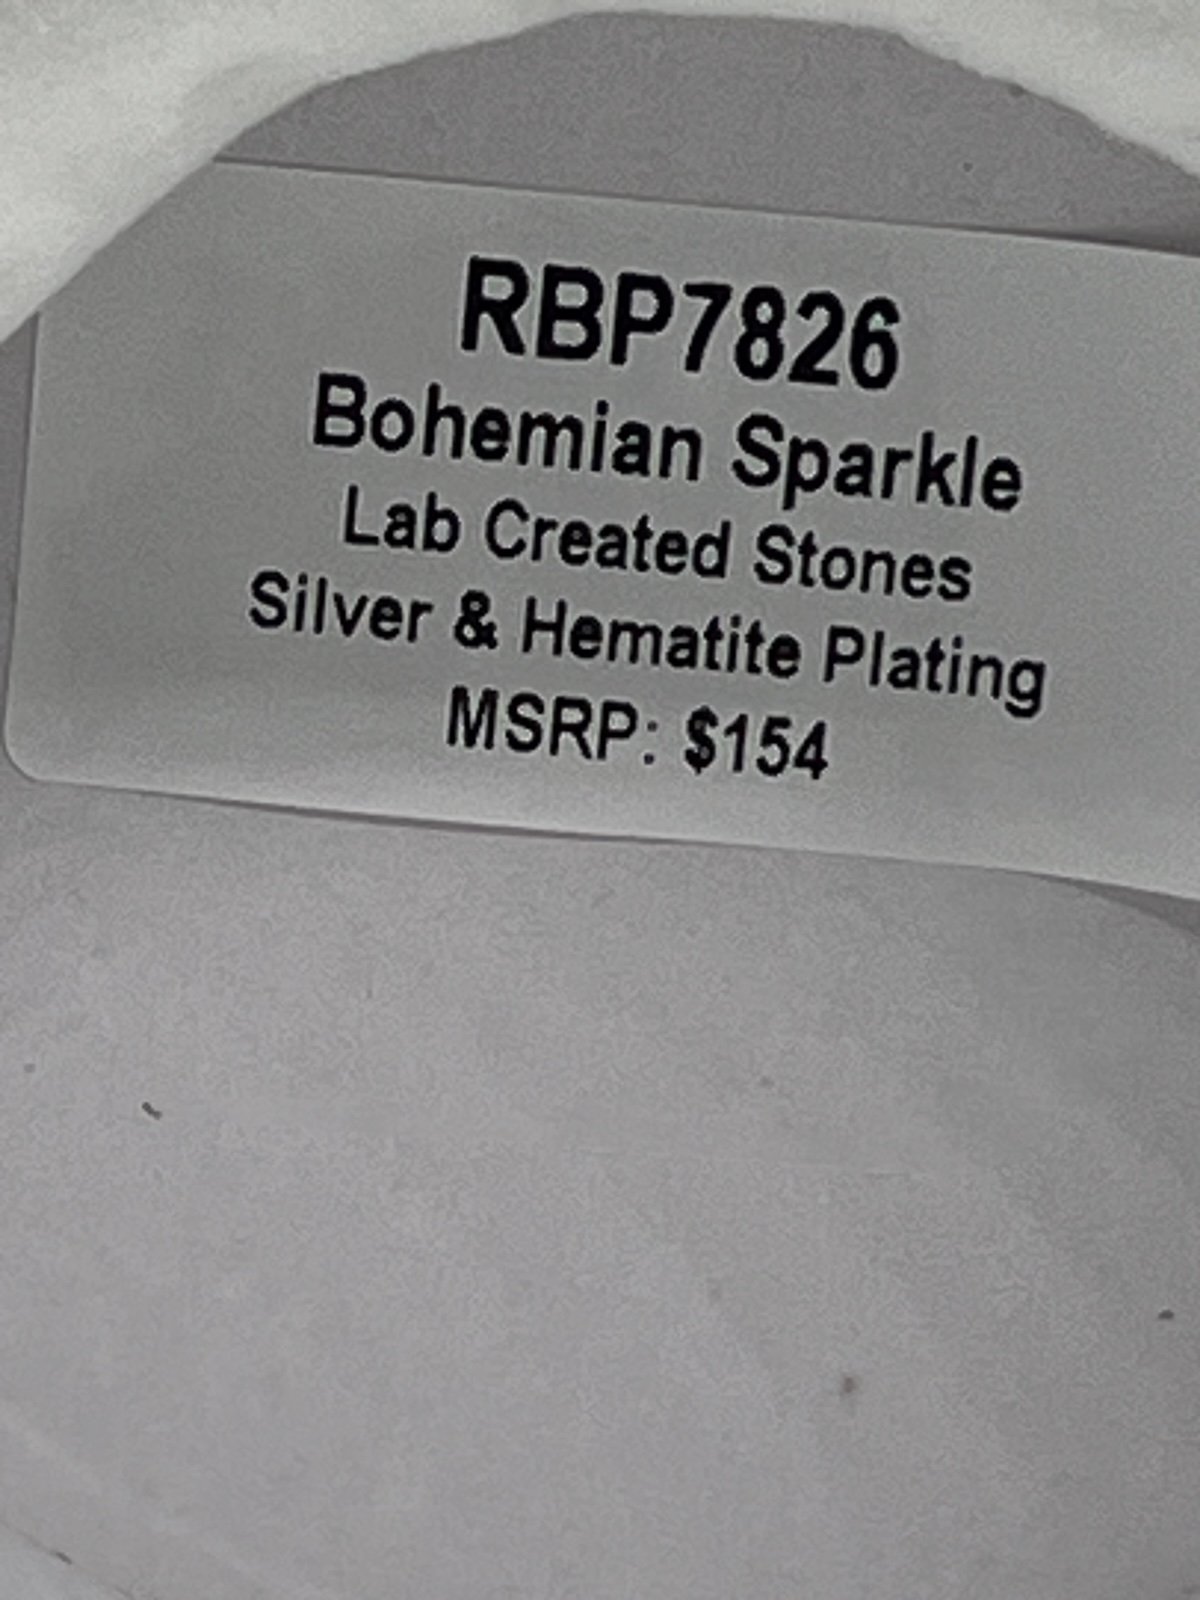 RBP7826
Bohemian Sparkle
Lab Created Stones
Silver & Hematite Plating
MSRP: $154